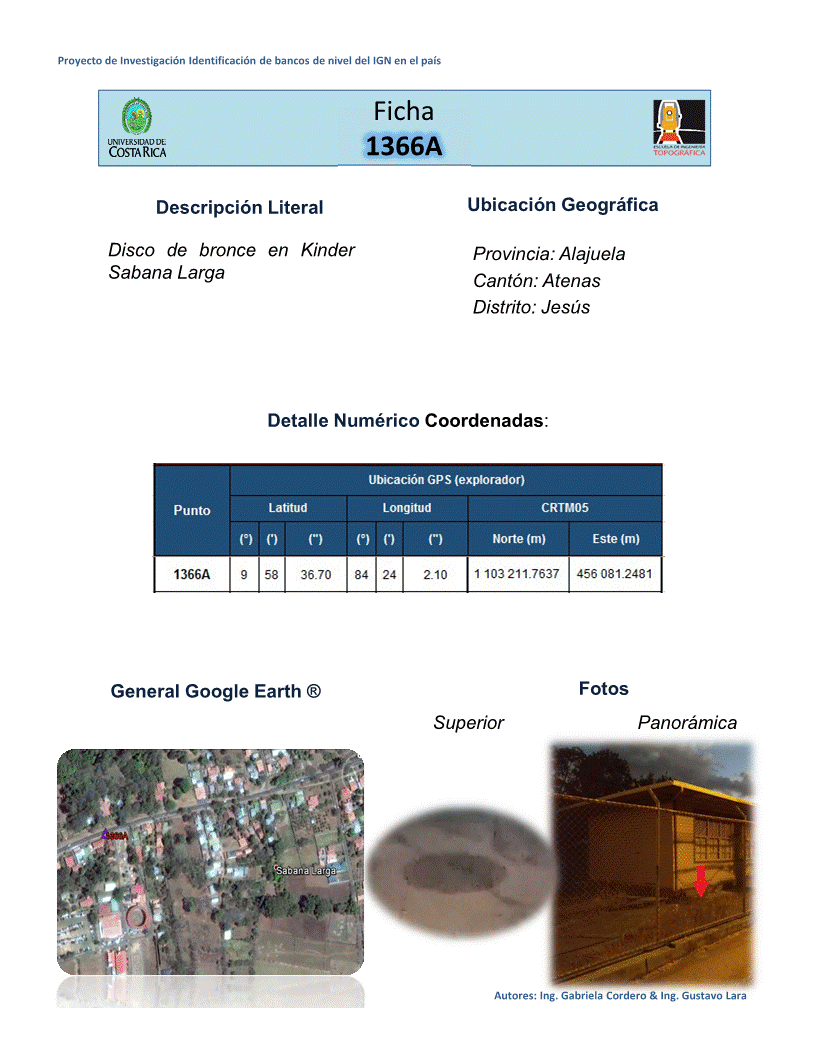 Proyecto de Investigación Identificación de bancos de nivel del IGN en el país
UNIVERSIDAD DE
COSTA RICA
Ficha
1366A
ESCUELA DE INGENIERÍA
TOPOGRÁFICA
Descripción Literal
Disco de bronce en Kinder
Sabana Larga
Ubicación Geográfica
Provincia: Alajuela
Cantón: Atenas
Distrito: Jesús
Detalle Numérico Coordenadas:
Punto
Ubicación GPS (explorador)
Latitud Longitud CRTM05
(°) (') (") (°) (') (") Norte (m) Este (m)
1366A 9 58 36.70 84 24 2.10 1 103 211.7637 456 081.2481
General Google Earth ®
Fotos
Superior Panorámica
1366A
Sabana Larga
Autores: Ing. Gabriela Cordero & Ing. Gustavo Lara